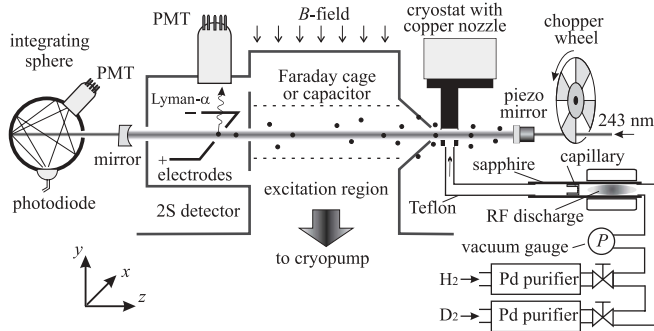 integrating
sphere
PMT
photodiode
mirror
PMT
Lyman-α
+
−
electrodes
2S detector
B-field
Faraday cage
or capacitor
excitation region
to cryopump
cryostat with
copper nozzle
chopper
wheel
piezo
mirror
243 nm
sapphire
capillary
Teflon
RF discharge
vacuum gauge
P
H2
Pd purifier
D2
Pd purifier
y
x
z